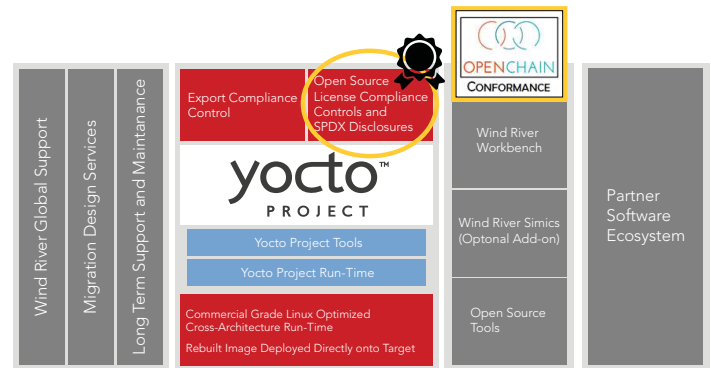 Wind River Global Support
Migration Design Services
Long Term Support and Maintanance
Export Compliance
Control
Open Source
License Compliance
Controls and
SPDX Disclosures
yocto™
PROJECT
Yocto Project Tools
Yocto Project Run-Time
Commercial Grade Linux Optimized
Cross-Architecture Run-Time
Rebuilt Image Deployed Directly onto Target
OPENCHAIN
CONFORMANCE
Wind River
Workbench
Wind River Simics
(Optonal Add-on)
Open Source
Tools
Partner
Software
Ecosystem